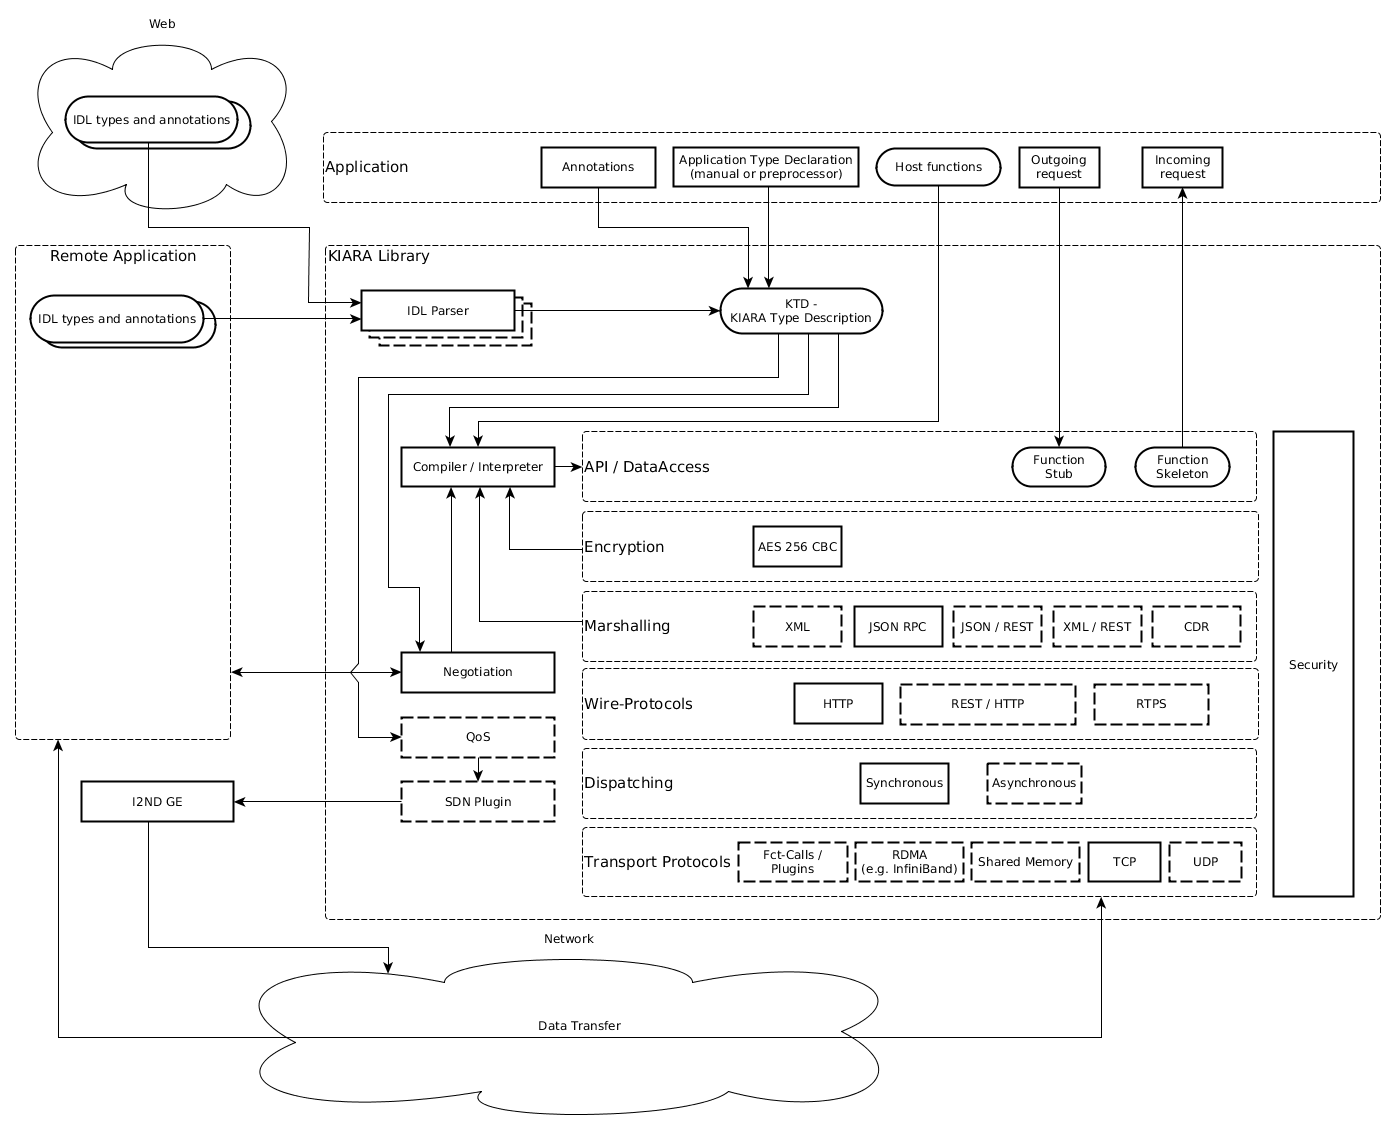 Web
IDL types and annotations
Application
Annotations
Application Type Declaration
(manual or preprocessor)
Host functions
Outgoing
request
Incoming
request
Remote Application
IDL types and annotations
KIARA Library
IDL Parser
KTD -
KIARA Type Description
Compiler / Interpreter
API / DataAccess
Function
Stub
Function
Skeleton
Encryption
AES 256 CBC
Marshalling
XML
JSON RPC
JSON / REST
XML / REST
CDR
Security
Negotiation
Wire-Protocols
HTTP
REST / HTTP
RTPS
QoS
Dispatching
Synchronous
Asynchronous
I2ND GE
SDN Plugin
Transport Protocols
Fct-Calls /
Plugins
RDMA
(e.g. InfiniBand)
Shared Memory
TCP
UDP
Network
Data Transfer